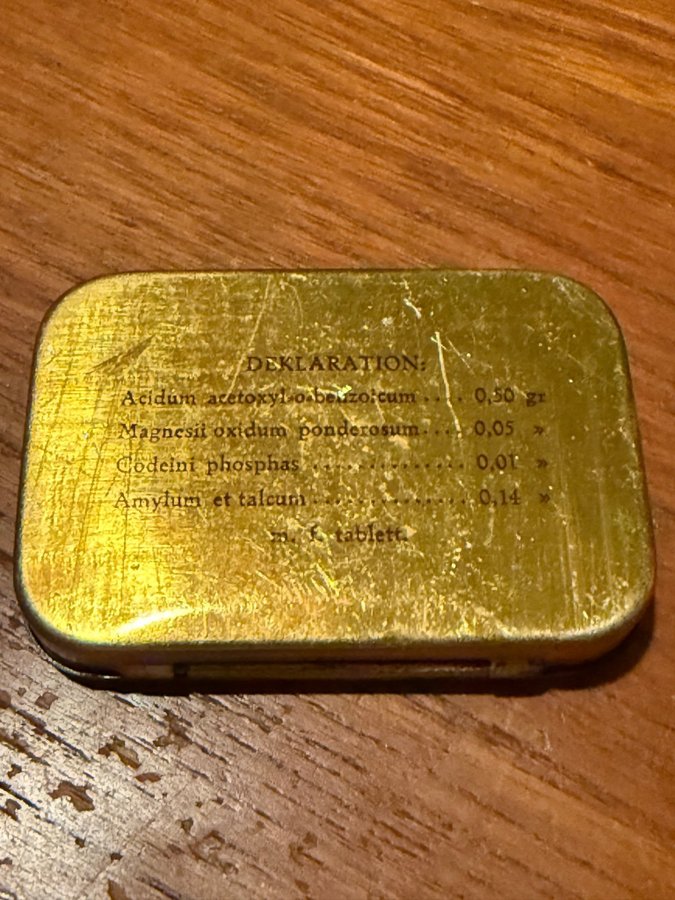 DEKLARATION:
Acidum acetoxyl-o-benzoicum .... 0,50 gr
Magnesii oxidum ponderosum .... 0,05 »
Codeini phosphas .............. 0,01 »
Amylum et talcum .............. 0,14 »
m. f. tablett.